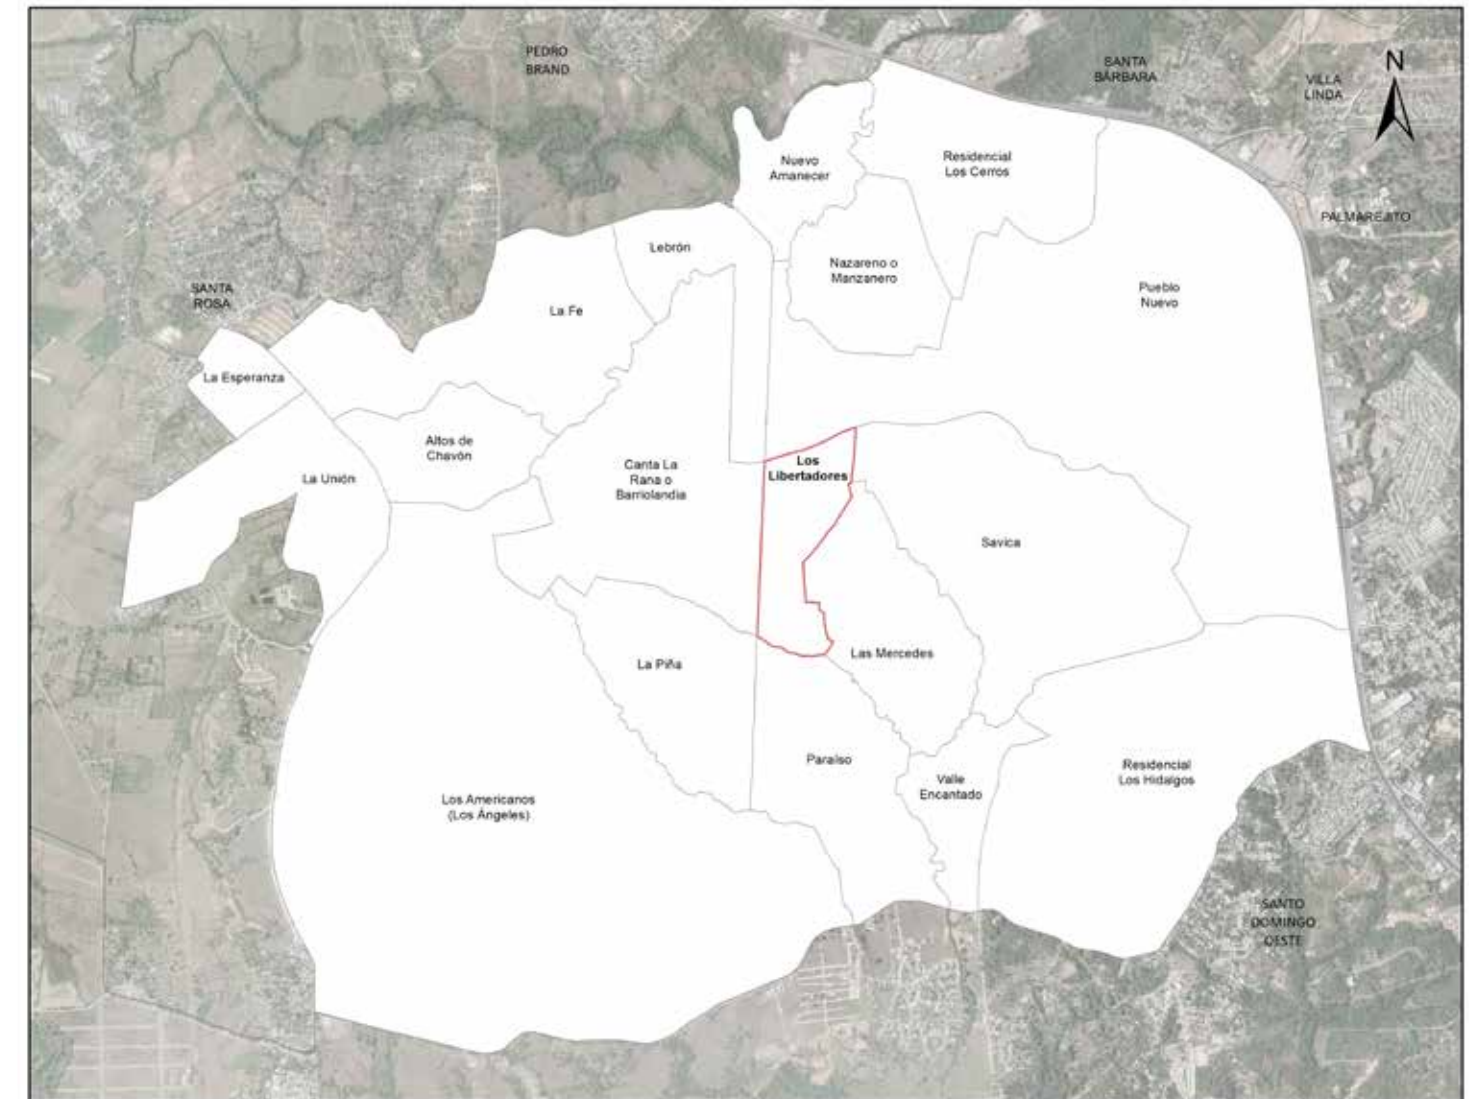 PEDRO
BRAND
SANTA
BÁRBARA
VILLA
LINDA
N
Nuevo
Amanecer
Residencial
Los Cerros
PALMAREJITO
Lebrón
Nazareno o
Manzanero
SANTA
ROSA
Pueblo
Nuevo
La Fe
La Esperanza
Altos de
Chavón
Los
Libertadores
La Unión
Canta La
Rana o
Barriolandia
Savica
La Piña
Las Mercedes
Paraíso
Valle
Encantado
Residencial
Los Hidalgos
Los Americanos
(Los Ángeles)
SANTO
DOMINGO
OESTE